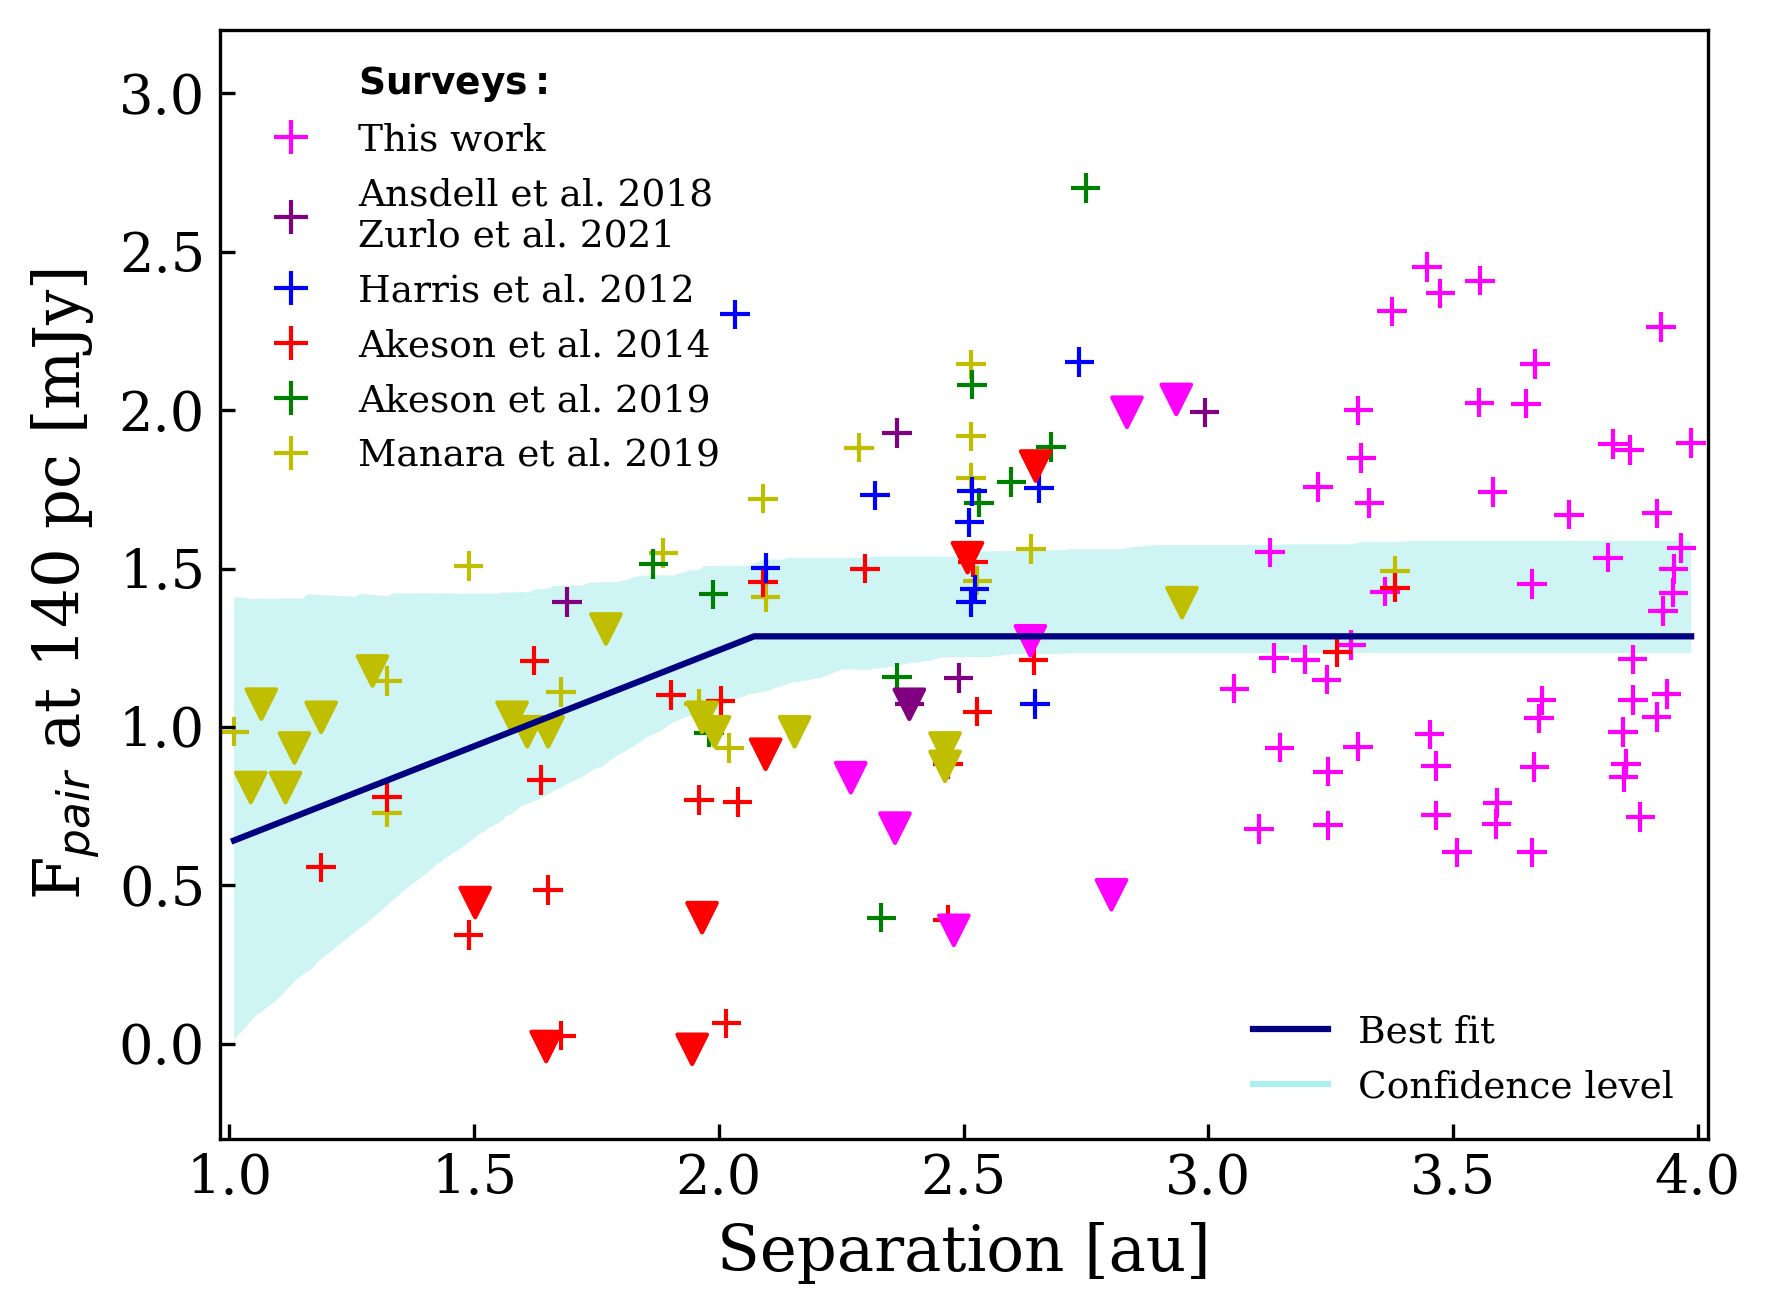 Surveys:
This work
Ansdell et al. 2018
Zurlo et al. 2021
Harris et al. 2012
Akeson et al. 2014
Akeson et al. 2019
Manara et al. 2019
3.0
2.5
2.0
1.5
1.0
0.5
0.0
F_pair at 140 pc [mJy]
Best fit
Confidence level
1.0 1.5 2.0 2.5 3.0 3.5 4.0
Separation [au]